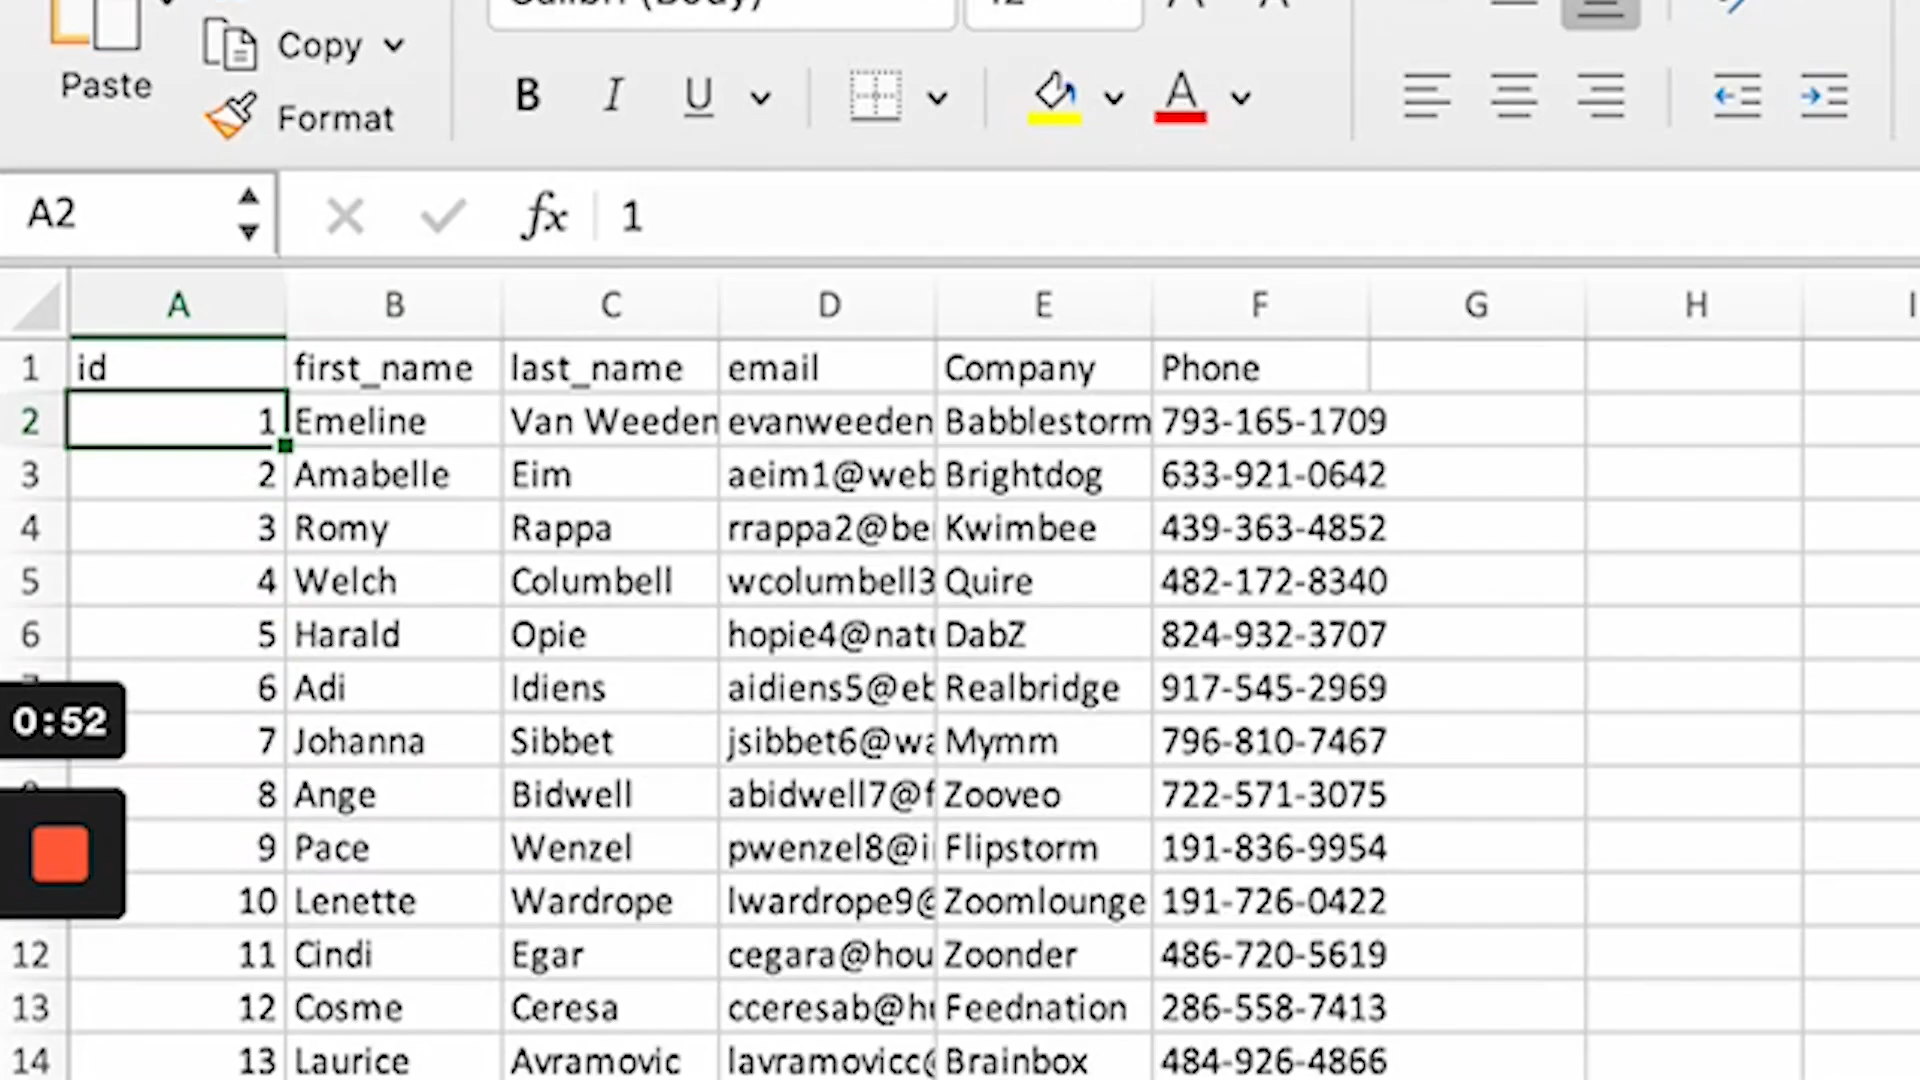 Calibri (Body) 12
Paste Copy
Format
B I U A
A2 fx 1
A B C D E F G H I
1 id first_name last_name email Company Phone
2 1 Emeline Van Weeden evanweeden Babblestorm 793-165-1709
3 2 Amabelle Eim aeim1@web Brightdog 633-921-0642
4 3 Romy Rappa rrappa2@be Kwimbee 439-363-4852
5 4 Welch Columbell wcolumbell3 Quire 482-172-8340
6 5 Harald Opie hopie4@nat DabZ 824-932-3707
6 Adi Idiens aidiens5@eb Realbridge 917-545-2969
0:52
7 Johanna Sibbet jsibbet6@wa Mymm 796-810-7467
8 Ange Bidwell abidwell7@f Zooveo 722-571-3075
9 Pace Wenzel pwenzel8@i Flipstorm 191-836-9954
10 Lenette Wardrope lwardrope9@ Zoomlounge 191-726-0422
12 11 Cindi Egar cegara@hou Zoonder 486-720-5619
13 12 Cosme Ceresa cceresab@h Feednation 286-558-7413
14 13 Laurice Avramovic lavramovicc@ Brainbox 484-926-4866